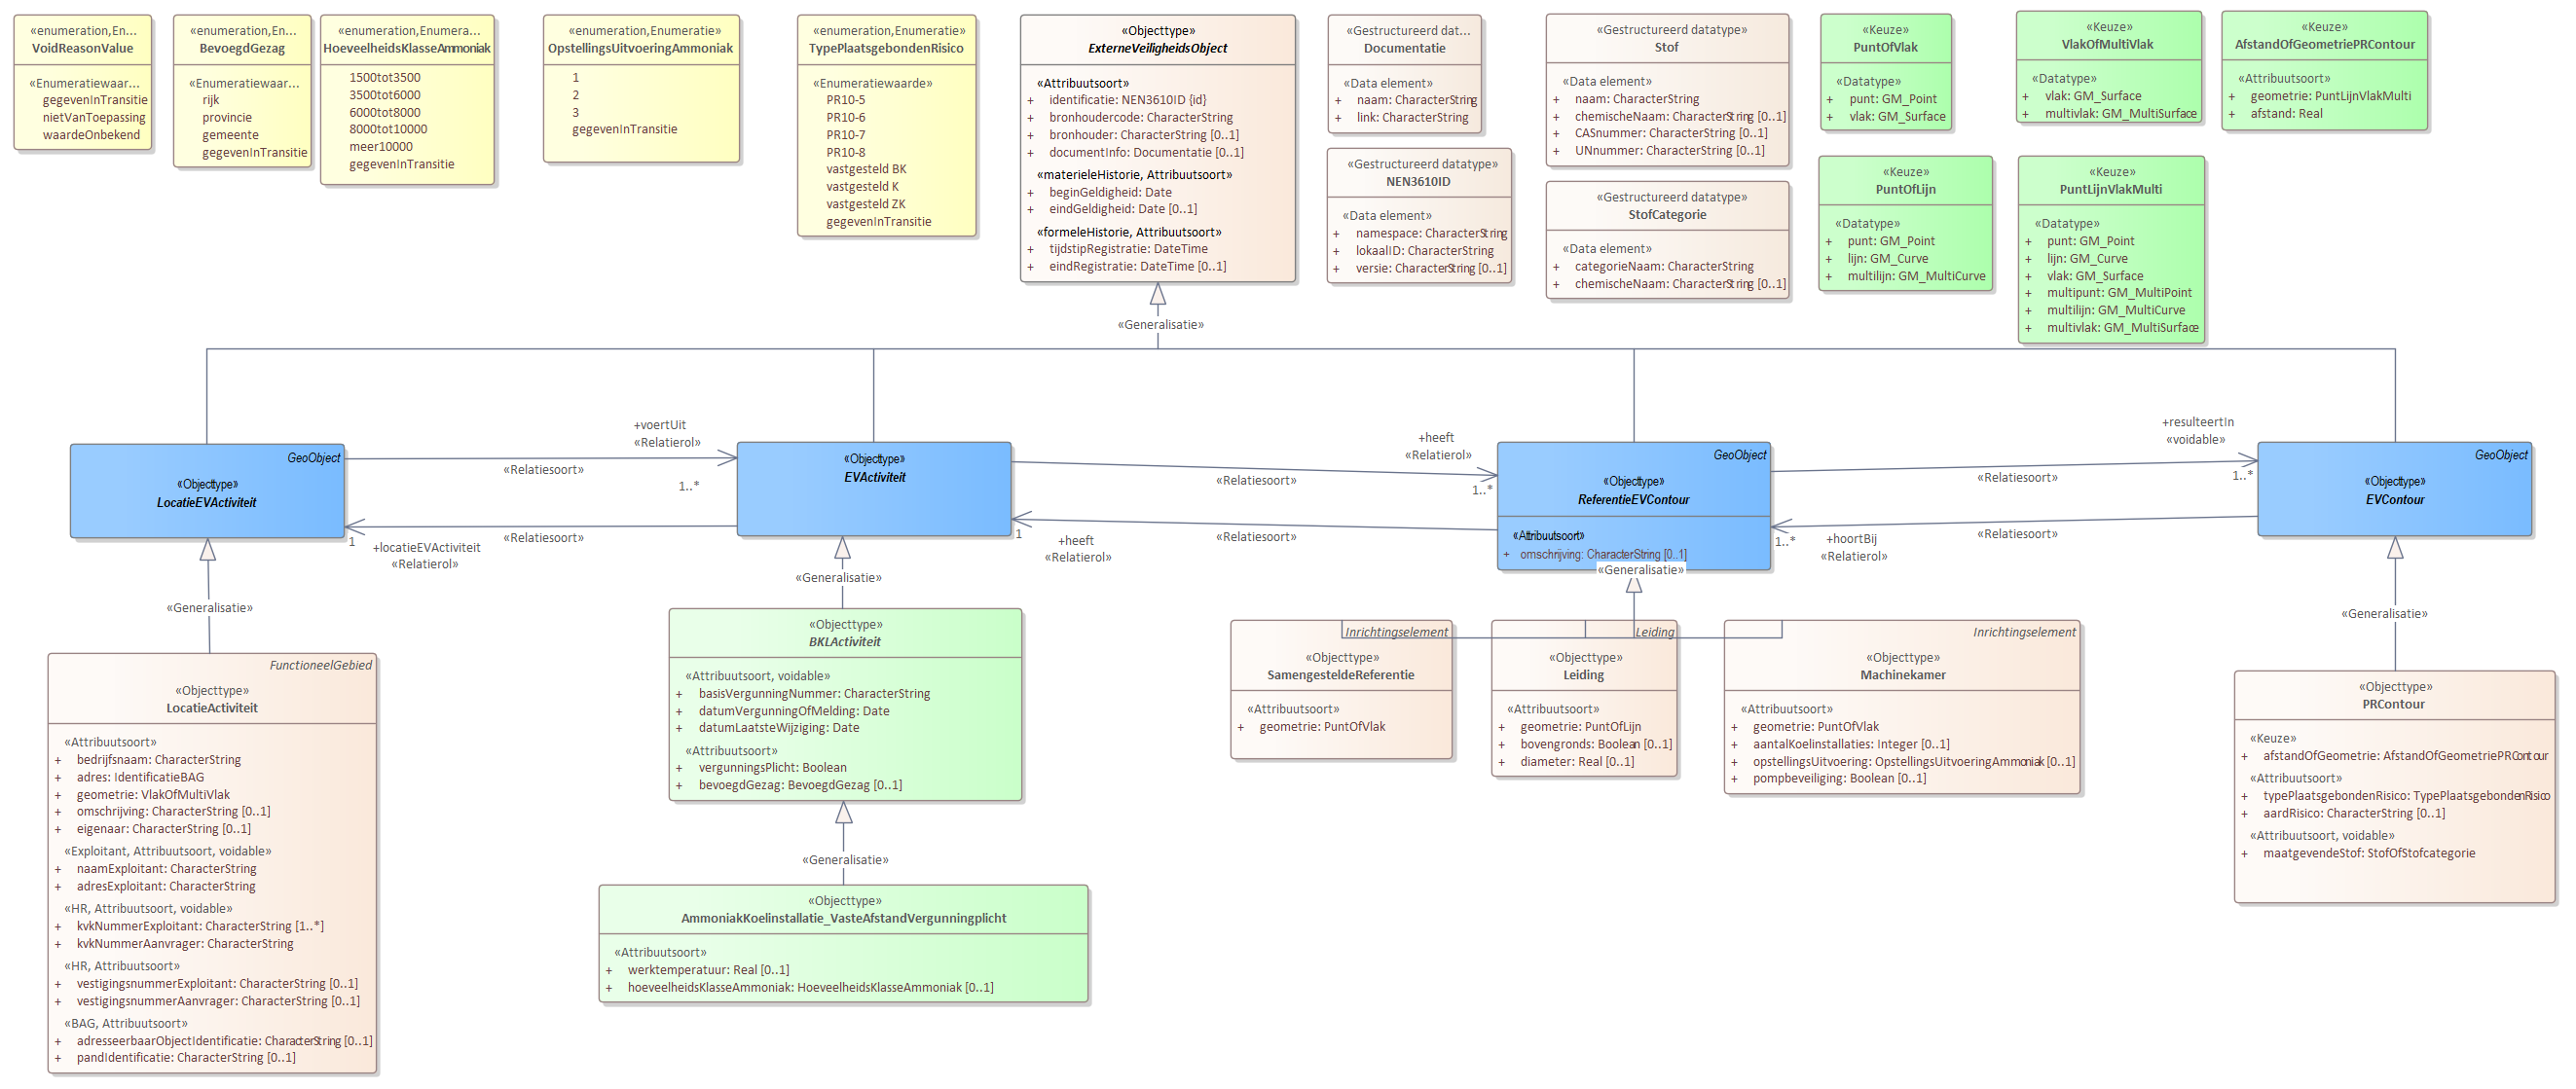 «enumeration,En...
VoidReasonValue
«Enumeratiewaar...
gegevenInTransitie
nietVanToepassing
waardeOnbekend
«enumeration,En...
BevoegdGezag
«Enumeratiewaar...
rijk
provincie
gemeente
gegevenInTransitie
«enumeration,Enumera...
HoeveelheidsKlasseAmmoniak
1500tot3500
3500tot6000
6000tot8000
8000tot10000
meer10000
gegevenInTransitie
«enumeration,Enumeratie»
OpstellingsUitvoeringAmmoniak
1
2
3
gegevenInTransitie
«enumeration,Enumeratie»
TypePlaatsgebondenRisico
«Enumeratiewaarde»
PR10-5
PR10-6
PR10-7
PR10-8
vastgesteld BK
vastgesteld K
vastgesteld ZK
gegevenInTransitie
«Objecttype»
ExterneVeiligheidsObject
«Attribuutsoort»
+ identificatie: NEN3610ID {id}
+ bronhoudercode: CharacterString
+ bronhouder: CharacterString [0..1]
+ documentInfo: Documentatie [0..1]
«materieleHistorie, Attribuutsoort»
+ beginGeldigheid: Date
+ eindGeldigheid: Date [0..1]
«formeleHistorie, Attribuutsoort»
+ tijdstipRegistratie: DateTime
+ eindRegistratie: DateTime [0..1]
«Gestructureerd dat...
Documentatie
«Data element»
+ naam: CharacterString
+ link: CharacterString
«Gestructureerd datatype»
NEN3610ID
«Data element»
+ namespace: CharacterString
+ lokaalID: CharacterString
+ versie: CharacterString [0..1]
«Gestructureerd datatype»
Stof
«Data element»
+ naam: CharacterString
+ chemischeNaam: CharacterString [0..1]
+ CASnummer: CharacterString [0..1]
+ UNnummer: CharacterString [0..1]
«Gestructureerd datatype»
StofCategorie
«Data element»
+ categorieNaam: CharacterString
+ chemischeNaam: CharacterString [0..1]
«Keuze»
PuntOfVlak
«Datatype»
+ punt: GM_Point
+ vlak: GM_Surface
«Keuze»
PuntOfLijn
«Datatype»
+ punt: GM_Point
+ lijn: GM_Curve
+ multilijn: GM_MultiCurve
«Keuze»
VlakOfMultiVlak
«Datatype»
+ vlak: GM_Surface
+ multivlak: GM_MultiSurface
«Keuze»
PuntLijnVlakMulti
«Datatype»
+ punt: GM_Point
+ lijn: GM_Curve
+ vlak: GM_Surface
+ multipunt: GM_MultiPoint
+ multilijn: GM_MultiCurve
+ multivlak: GM_MultiSurface
«Keuze»
AfstandOfGeometriePRContour
«Attribuutsoort»
+ geometrie: PuntLijnVlakMulti
+ afstand: Real
«Generalisatie»
GeoObject
«Objecttype»
LocatieEVActiviteit
+voertUit
«Relatierol»
«Relatiesoort»
1..*
«Relatiesoort»
1
+locatieEVActiviteit
«Relatierol»
«Objecttype»
EVActiviteit
+heeft
«Relatierol»
«Relatiesoort»
1..*
«Relatiesoort»
1
+heeft
«Relatierol»
GeoObject
«Objecttype»
ReferentieEVContour
«Attribuutsoort»
+ omschrijving: CharacterString [0..1]
«Generalisatie»
+resulteertIn
«voidable»
«Relatiesoort»
1..*
«Relatiesoort»
1..*
+hoortBij
«Relatierol»
GeoObject
«Objecttype»
EVContour
«Generalisatie»
«Generalisatie»
«Generalisatie»
FunctioneelGebied
«Objecttype»
LocatieActiviteit
«Attribuutsoort»
+ bedrijfsnaam: CharacterString
+ adres: IdentificatieBAG
+ geometrie: VlakOfMultiVlak
+ omschrijving: CharacterString [0..1]
+ eigenaar: CharacterString [0..1]
«Exploitant, Attribuutsoort, voidable»
+ naamExploitant: CharacterString
+ adresExploitant: CharacterString
«HR, Attribuutsoort, voidable»
+ kvkNummerExploitant: CharacterString [1..*]
+ kvkNummerAanvrager: CharacterString
«HR, Attribuutsoort»
+ vestigingsnummerExploitant: CharacterString [0..1]
+ vestigingsnummerAanvrager: CharacterString [0..1]
«BAG, Attribuutsoort»
+ adresseerbaarObjectIdentificatie: CharacterString [0..1]
+ pandIdentificatie: CharacterString [0..1]
«Objecttype»
BKLActiviteit
«Attribuutsoort, voidable»
+ basisVergunningNummer: CharacterString
+ datumVergunningOfMelding: Date
+ datumLaatsteWijziging: Date
«Attribuutsoort»
+ vergunningsPlicht: Boolean
+ bevoegdGezag: BevoegdGezag [0..1]
«Generalisatie»
«Objecttype»
AmmoniakKoelinstallatie_VasteAfstandVergunningplicht
«Attribuutsoort»
+ werktemperatuur: Real [0..1]
+ hoeveelheidsKlasseAmmoniak: HoeveelheidsKlasseAmmoniak [0..1]
Inrichtingselement
«Objecttype»
SamengesteldeReferentie
«Attribuutsoort»
+ geometrie: PuntOfVlak
Leiding
«Objecttype»
Leiding
«Attribuutsoort»
+ geometrie: PuntOfLijn
+ bovengronds: Boolean [0..1]
+ diameter: Real [0..1]
Inrichtingselement
«Objecttype»
Machinekamer
«Attribuutsoort»
+ geometrie: PuntOfVlak
+ aantalKoelinstallaties: Integer [0..1]
+ opstellingsUitvoering: OpstellingsUitvoeringAmmoniak [0..1]
+ pompbeveiliging: Boolean [0..1]
«Objecttype»
PRContour
«Keuze»
+ afstandOfGeometrie: AfstandOfGeometriePRContour
«Attribuutsoort»
+ typePlaatsgebondenRisico: TypePlaatsgebondenRisico
+ aardRisico: CharacterString [0..1]
«Attribuutsoort, voidable»
+ maatgevendeStof: StofOfStofcategorie